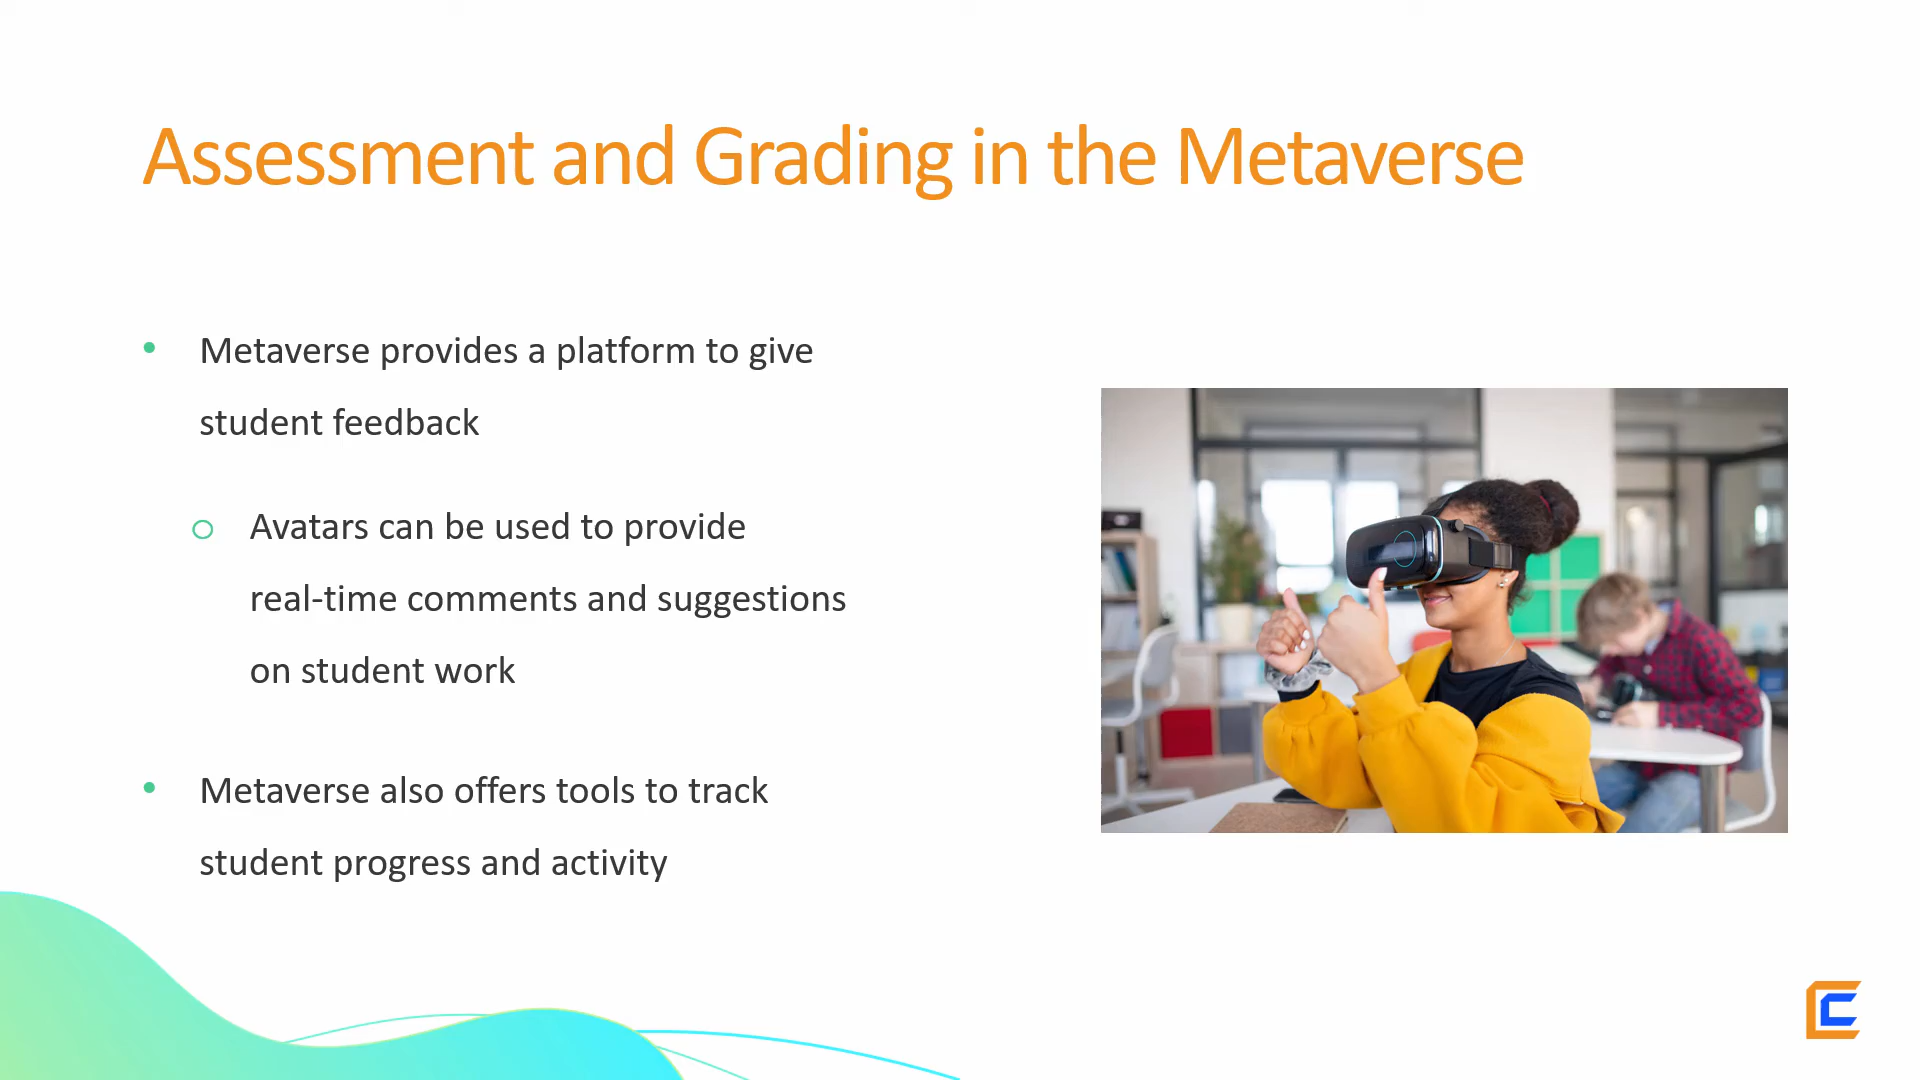 Assessment and Grading in the Metaverse
• Metaverse provides a platform to give
student feedback
o Avatars can be used to provide
real-time comments and suggestions
on student work
• Metaverse also offers tools to track
student progress and activity